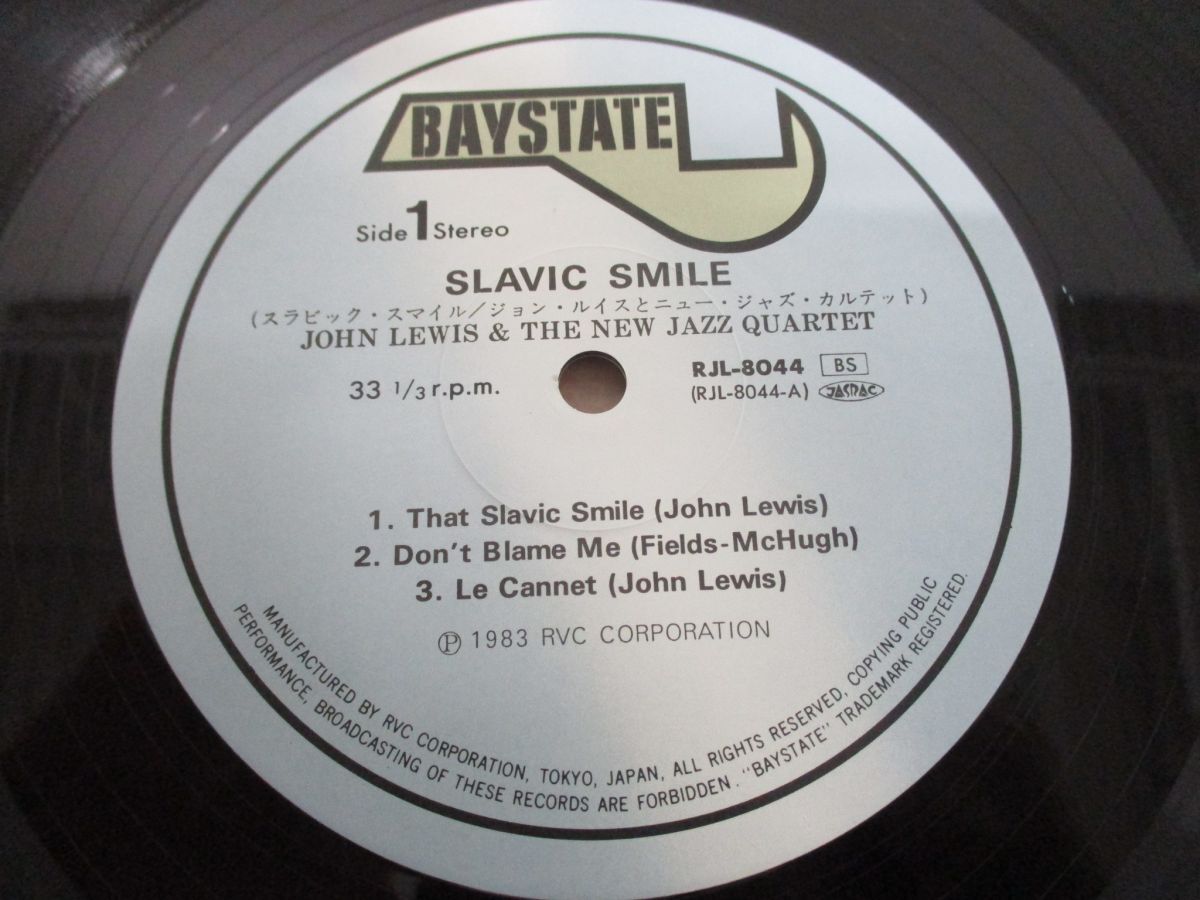 BAYSTATE
Side 1 Stereo
SLAVIC SMILE
(スラビック・スマイル/ジョン・ルイスとニュー・ジャズ・カルテット)
JOHN LEWIS & THE NEW JAZZ QUARTET
33 1/3 r.p.m.
RJL-8044 BS
(RJL-8044-A) JASRAC
1. That Slavic Smile (John Lewis)
2. Don't Blame Me (Fields-McHugh)
3. Le Cannet (John Lewis)
Ⓟ 1983 RVC CORPORATION
MANUFACTURED BY RVC CORPORATION, TOKYO, JAPAN, ALL RIGHTS RESERVED, COPYING PUBLIC
PERFORMANCE, BROADCASTING OF THESE RECORDS ARE FORBIDDEN. "BAYSTATE" TRADEMARK REGISTERED.